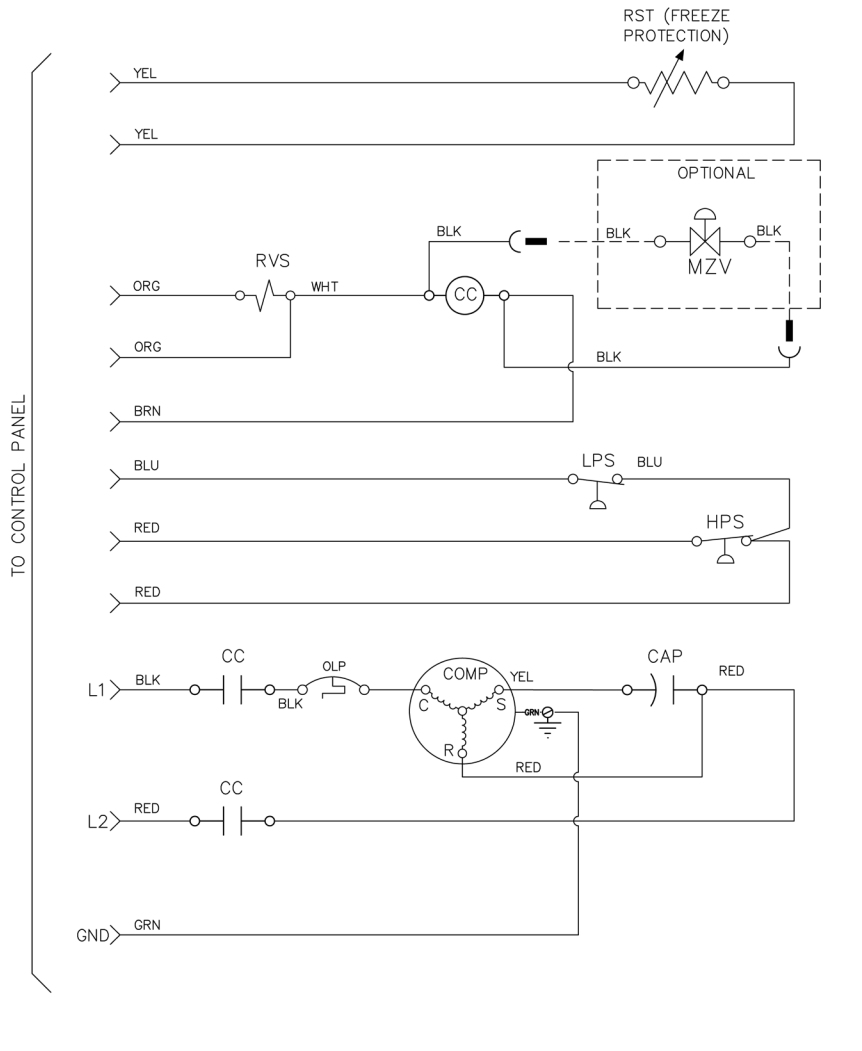 RST (FREEZE
PROTECTION)
YEL
YEL
OPTIONAL
BLK
BLK
BLK
MZV
RVS
ORG
WHT
CC
ORG
BLK
BRN
TO CONTROL PANEL
BLU
LPS
BLU
RED
HPS
RED
CC
OLP
COMP
YEL
CAP
RED
L1
BLK
BLK
C
S
GRN
R
RED
CC
L2
RED
GND
GRN